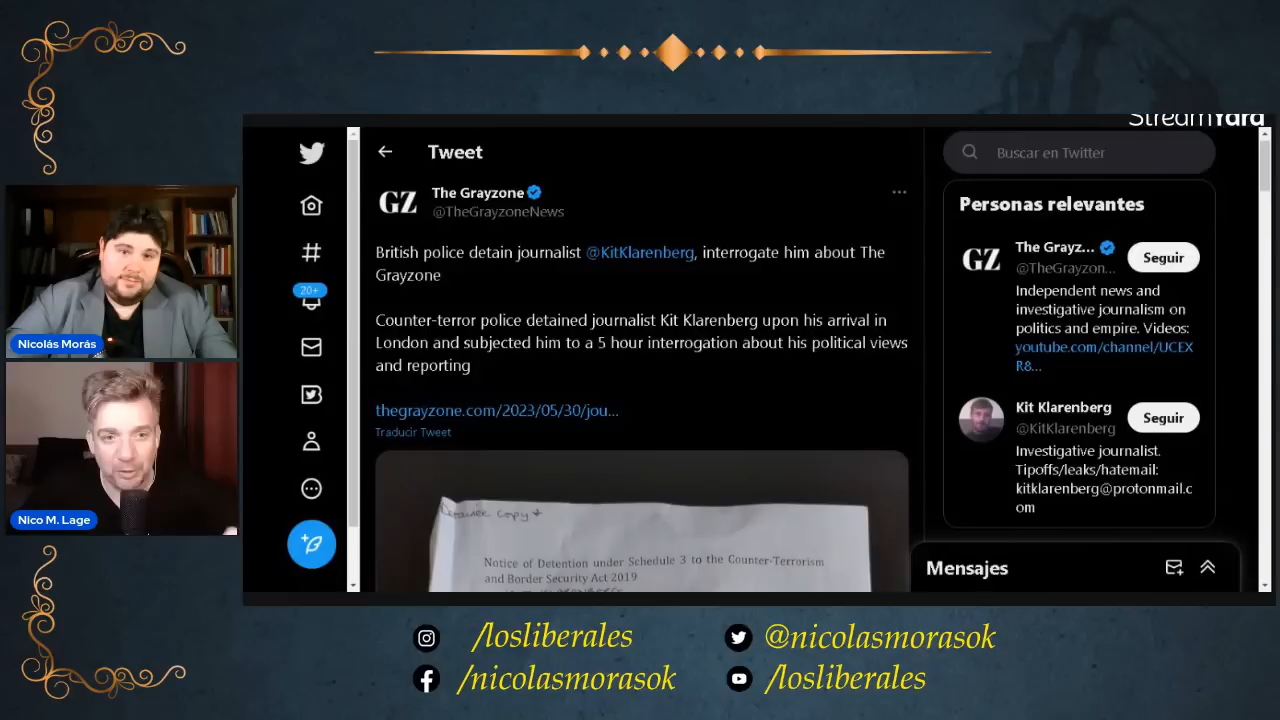 StreamYard
Tweet
Buscar en Twitter
GZ
The Grayzone
@TheGrayzoneNews
British police detain journalist @KitKlarenberg, interrogate him about The
Grayzone
Counter-terror police detained journalist Kit Klarenberg upon his arrival in
London and subjected him to a 5 hour interrogation about his political views
and reporting
thegrayzone.com/2023/05/30/jou...
Traducir Tweet
Detainee copy
Notice of Detention under Schedule 3 to the Counter-Terrorism
and Border Security Act 2019
20+
Personas relevantes
GZ
The Grayz...
@TheGrayzon...
Seguir
Independent news and
investigative journalism on
politics and empire. Videos:
youtube.com/channel/UCEX
R8...
Kit Klarenberg
@KitKlarenberg
Seguir
Investigative journalist.
Tipoffs/leaks/hatemail:
kitklarenberg@protonmail.c
om
Mensajes
Nicolás Morás
Nico M. Lage
/losliberales
@nicolasmorasok
/nicolasmorasok
/losliberales